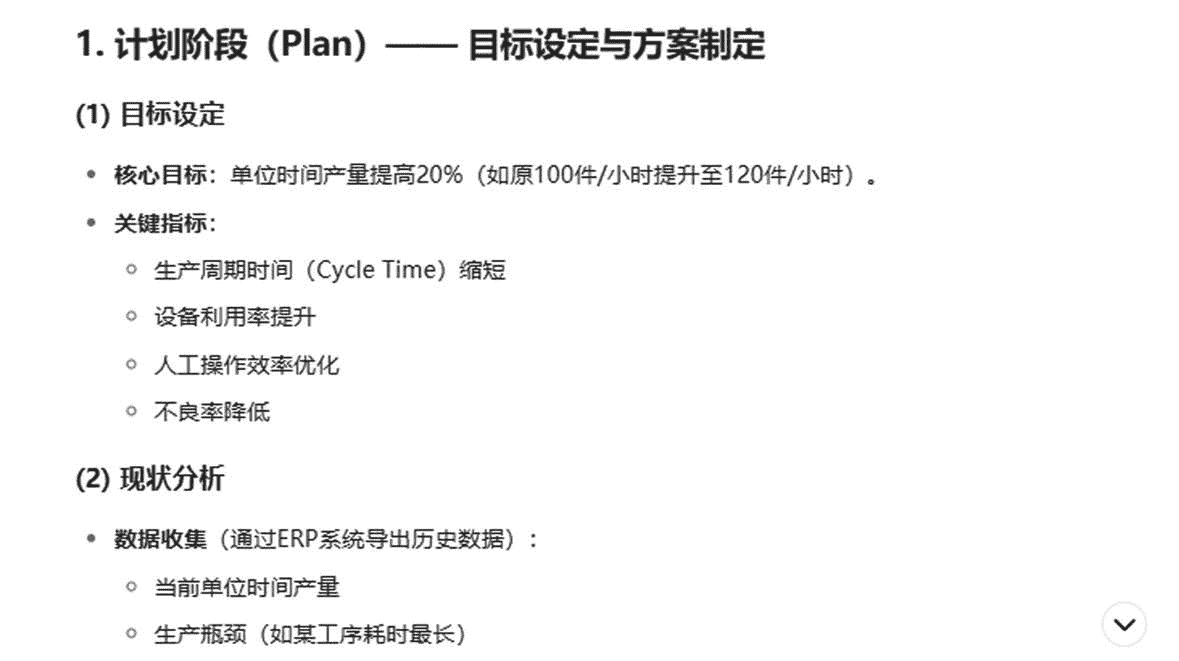 1. 计划阶段（Plan）—— 目标设定与方案制定
(1) 目标设定
核心目标：单位时间产量提高20%（如原100件/小时提升至120件/小时）。
关键指标：
生产周期时间（Cycle Time）缩短
设备利用率提升
人工操作效率优化
不良率降低
(2) 现状分析
数据收集（通过ERP系统导出历史数据）：
当前单位时间产量
生产瓶颈（如某工序耗时最长）